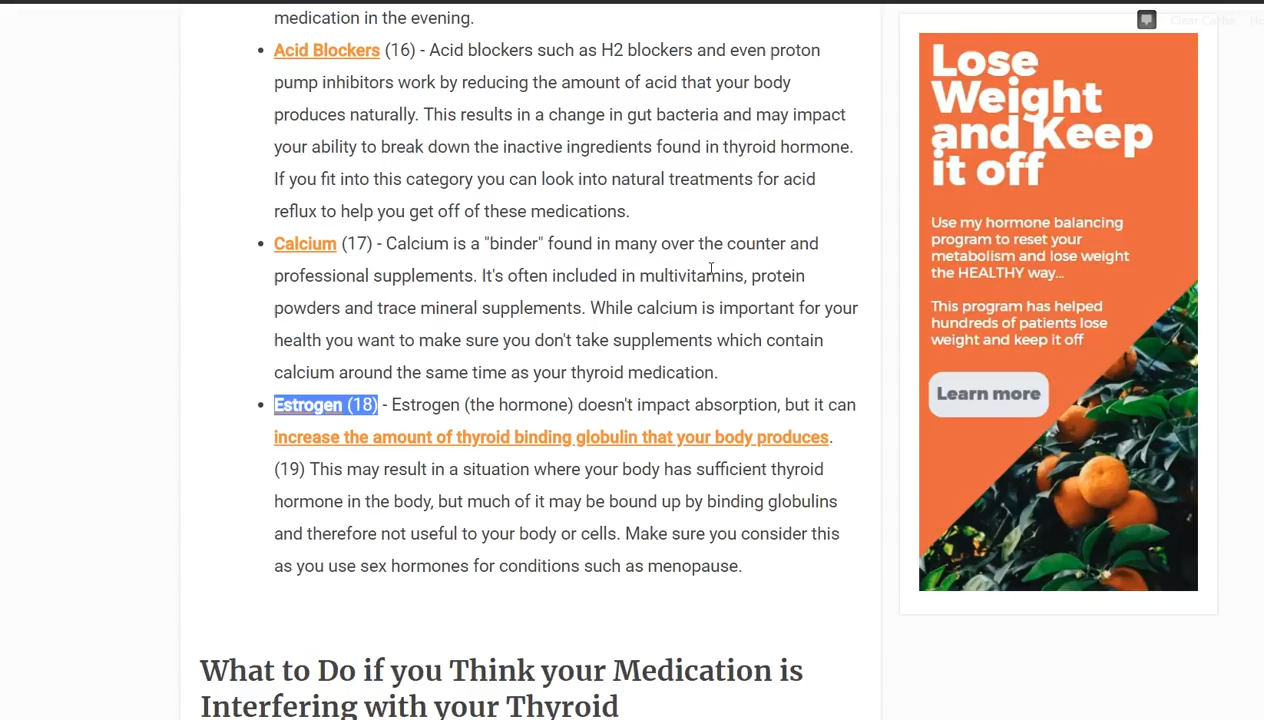 medication in the evening.
Clear Cache
• Acid Blockers (16) - Acid blockers such as H2 blockers and even proton
pump inhibitors work by reducing the amount of acid that your body
produces naturally. This results in a change in gut bacteria and may impact
your ability to break down the inactive ingredients found in thyroid hormone.
If you fit into this category you can look into natural treatments for acid
reflux to help you get off of these medications.
• Calcium (17) - Calcium is a "binder" found in many over the counter and
professional supplements. It's often included in multivitamins, protein
powders and trace mineral supplements. While calcium is important for your
health you want to make sure you don't take supplements which contain
calcium around the same time as your thyroid medication.
• Estrogen (18) - Estrogen (the hormone) doesn't impact absorption, but it can
increase the amount of thyroid binding globulin that your body produces.
(19) This may result in a situation where your body has sufficient thyroid
hormone in the body, but much of it may be bound up by binding globulins
and therefore not useful to your body or cells. Make sure you consider this
as you use sex hormones for conditions such as menopause.
What to Do if you Think your Medication is
Interfering with your Thyroid
Lose
Weight
and Keep
it off
Use my hormone balancing
program to reset your
metabolism and lose weight
the HEALTHY way...
This program has helped
hundreds of patients lose
weight and keep it off
Learn more